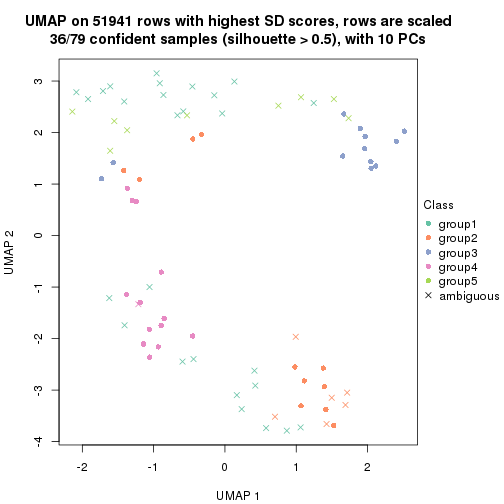 UMAP on 51941 rows with highest SD scores, rows are scaled
36/79 confident samples (silhouette > 0.5), with 10 PCs
3
2
1
0
-1
-2
-3
-4
UMAP 2
-2
-1
0
1
2
UMAP 1
Class
group1
group2
group3
group4
group5
ambiguous